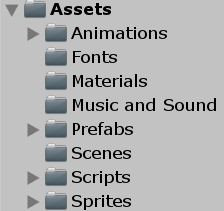 Assets
Animations
Fonts
Materials
Music and Sound
Prefabs
Scenes
Scripts
Sprites